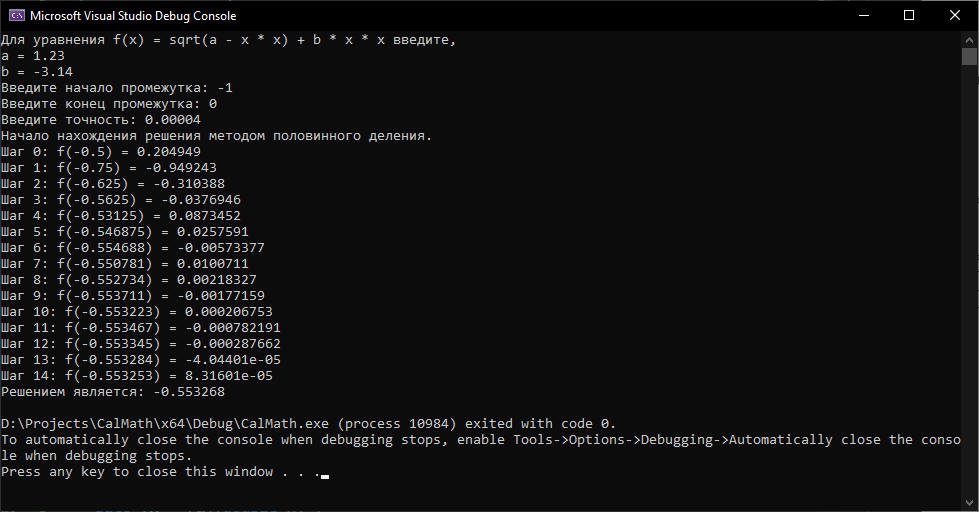 Microsoft Visual Studio Debug Console
Для уравнения f(x) = sqrt(a - x * x) + b * x * x введите,
a = 1.23
b = -3.14
Введите начало промежутка: -1
Введите конец промежутка: 0
Введите точность: 0.00004
Начало нахождения решения методом половинного деления.
Шаг 0: f(-0.5) = 0.204949
Шаг 1: f(-0.75) = -0.949243
Шаг 2: f(-0.625) = -0.310388
Шаг 3: f(-0.5625) = -0.0376946
Шаг 4: f(-0.53125) = 0.0873452
Шаг 5: f(-0.546875) = 0.0257591
Шаг 6: f(-0.554688) = -0.00573377
Шаг 7: f(-0.550781) = 0.0100711
Шаг 8: f(-0.552734) = 0.00218327
Шаг 9: f(-0.553711) = -0.00177159
Шаг 10: f(-0.553223) = 0.000206753
Шаг 11: f(-0.553467) = -0.000782191
Шаг 12: f(-0.553345) = -0.000287662
Шаг 13: f(-0.553284) = -4.04401e-05
Шаг 14: f(-0.553253) = 8.31601e-05
Решением является: -0.553268
D:\Projects\CalMath\x64\Debug\CalMath.exe (process 10984) exited with code 0.
To automatically close the console when debugging stops, enable Tools->Options->Debugging->Automatically close the conso
le when debugging stops.
Press any key to close this window . . .